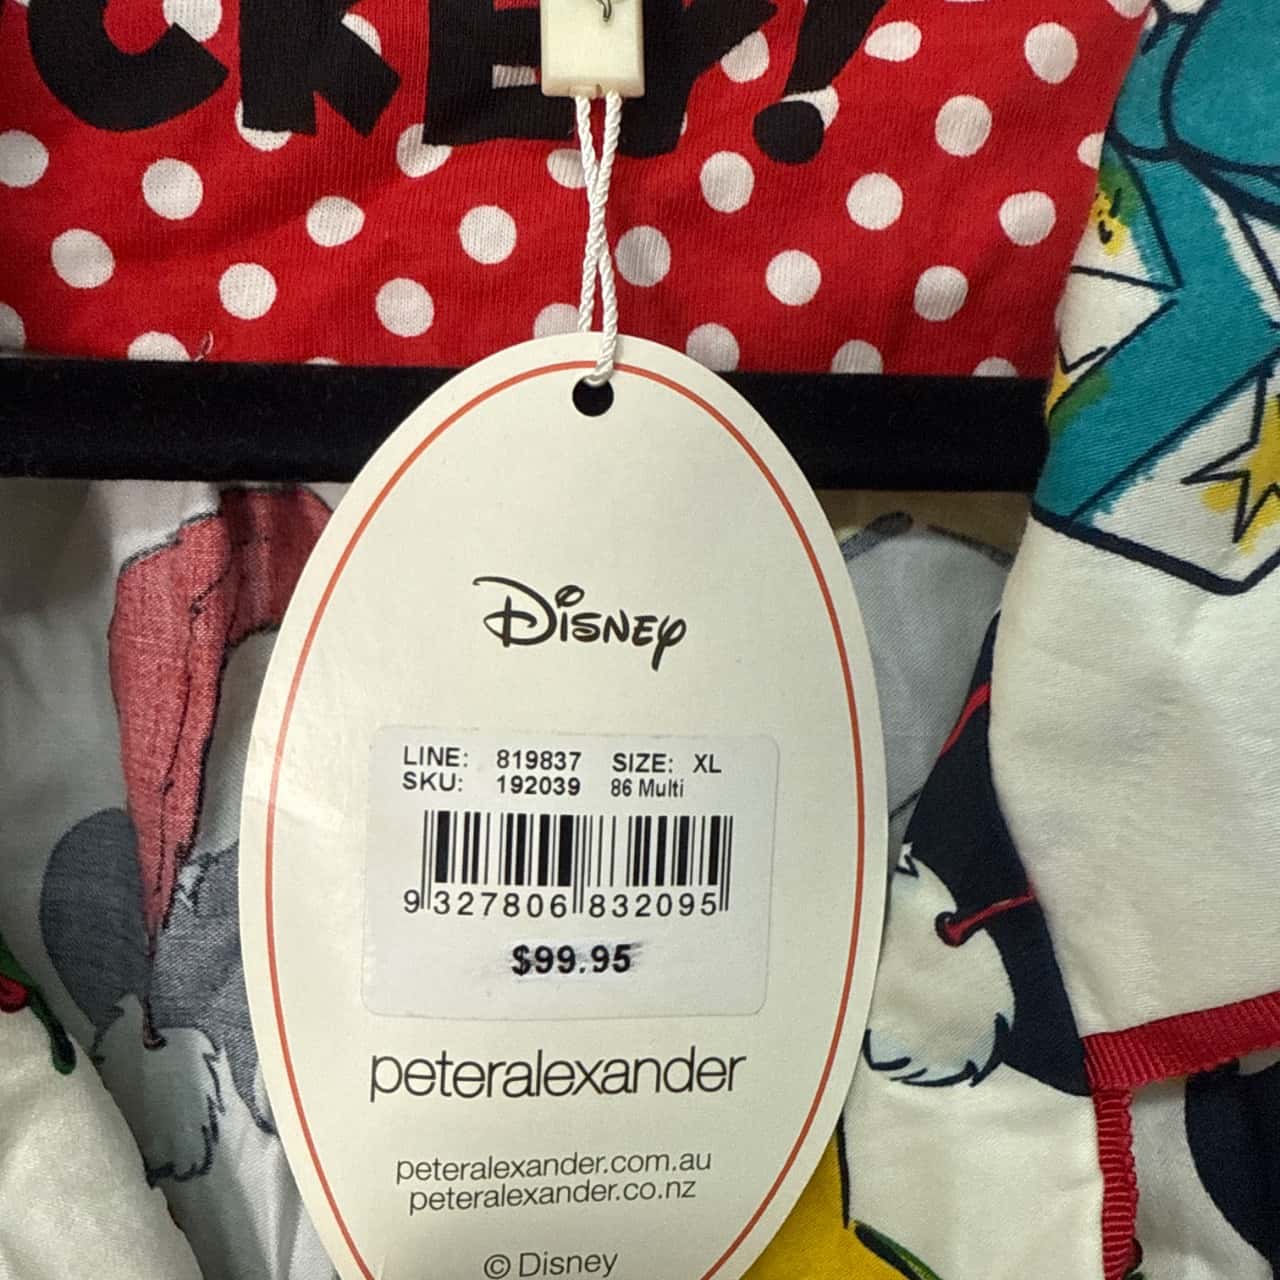 CKEY!
Disney
LINE: 819837 SIZE: XL
SKU: 192039 86 Multi
9 327806 832095
$99.95
peteralexander
peteralexander.com.au
peteralexander.co.nz
© Disney